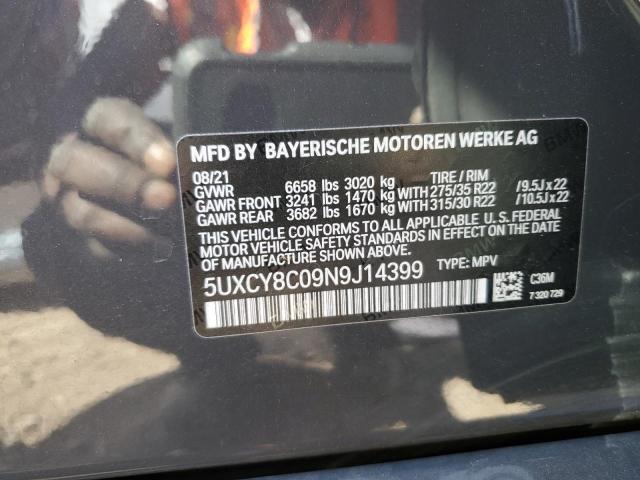 MFD BY BAYERISCHE MOTOREN WERKE AG
08/21 TIRE / RIM
GVWR 6658 lbs 3020 kg
GAWR FRONT 3241 lbs 1470 kg WITH 275/35 R22 /9.5J x 22
GAWR REAR 3682 lbs 1670 kg WITH 315/30 R22 /10.5J x 22
THIS VEHICLE CONFORMS TO ALL APPLICABLE U. S. FEDERAL
MOTOR VEHICLE SAFETY STANDARDS IN EFFECT ON THE DATE
OF MANUFACTURE SHOWN ABOVE.
5UXCY8C09N9J14399 TYPE: MPV
C36M
7 320 729